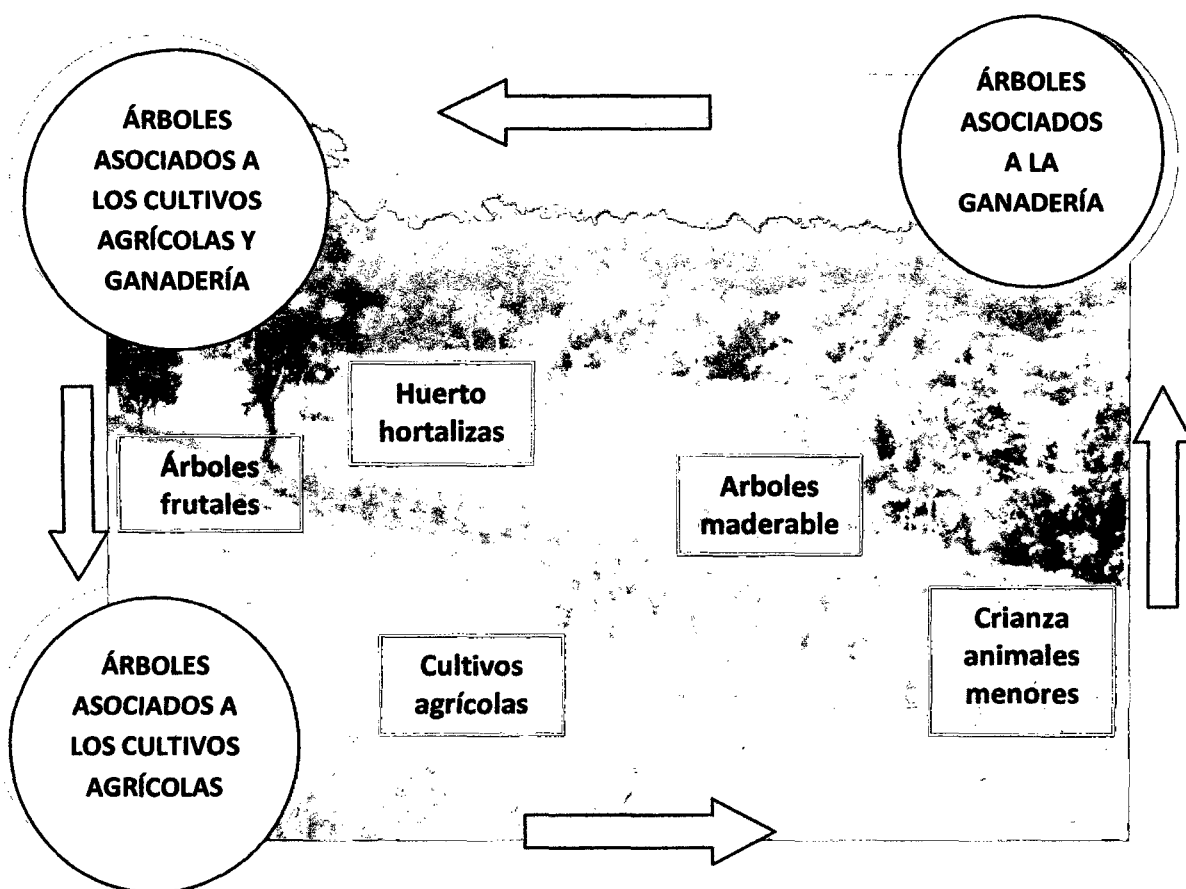 ÁRBOLES
ASOCIADOS A
LOS CULTIVOS
AGRÍCOLAS Y
GANADERÍA
ÁRBOLES
ASOCIADOS
A LA
GANADERÍA
Huerto
hortalizas
Árboles
frutales
Arboles
maderable
Crianza
animales
menores
Cultivos
agrícolas
ÁRBOLES
ASOCIADOS A
LOS CULTIVOS
AGRÍCOLAS